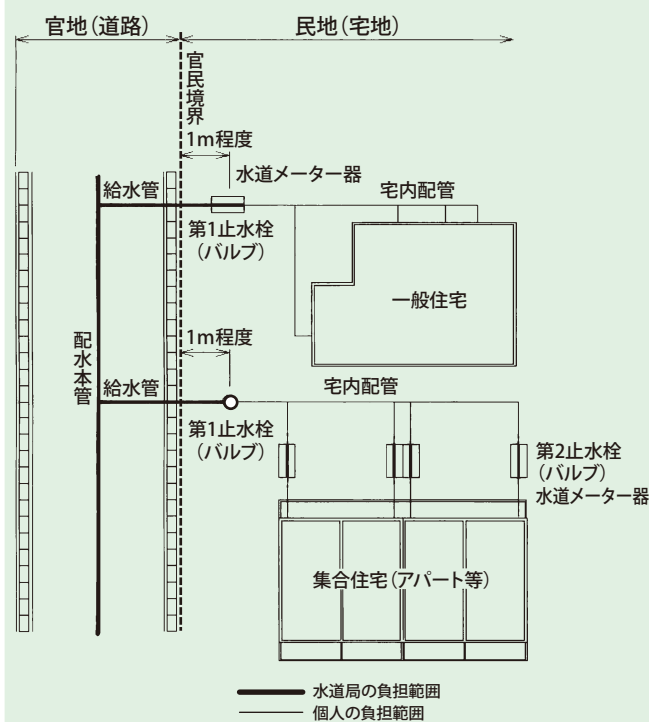 官地（道路）
民地（宅地）
官民境界
1m程度
水道メーター器
給水管
宅内配管
第1止水栓
（バルブ）
一般住宅
配水本管
1m程度
給水管
宅内配管
第1止水栓
（バルブ）
第2止水栓
（バルブ）
水道メーター器
集合住宅（アパート等）
水道局の負担範囲
個人の負担範囲